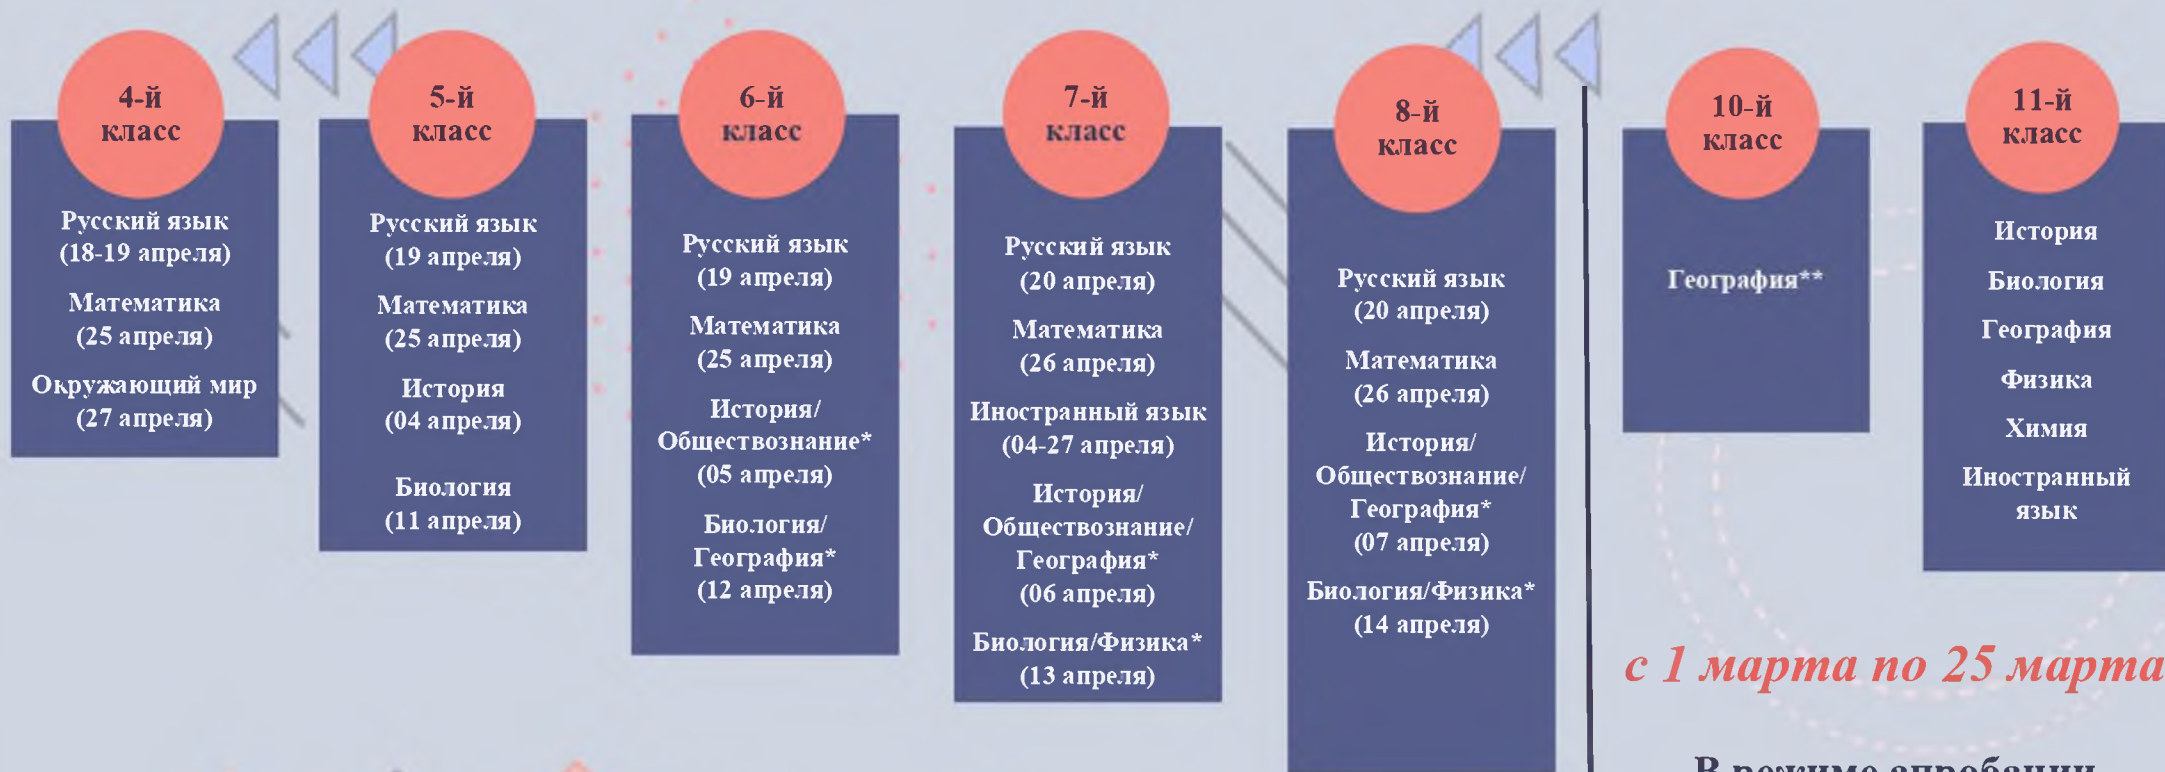 4-й
класс
Русский язык
(18-19 апреля)
Математика
(25 апреля)
Окружающий мир
(27 апреля)
5-й
класс
Русский язык
(19 апреля)
Математика
(25 апреля)
История
(04 апреля)
Биология
(11 апреля)
6-й
класс
Русский язык
(19 апреля)
Математика
(25 апреля)
История/
Обществознание*
(05 апреля)
Биология/
География*
(12 апреля)
7-й
класс
Русский язык
(20 апреля)
Математика
(26 апреля)
Иностранный язык
(04-27 апреля)
История/
Обществознание/
География*
(06 апреля)
Биология/Физика*
(13 апреля)
8-й
класс
Русский язык
(20 апреля)
Математика
(26 апреля)
История/
Обществознание/
География*
(07 апреля)
Биология/Физика*
(14 апреля)
10-й
класс
География**
11-й
класс
История
Биология
География
Физика
Химия
Иностранный
язык
с 1 марта по 25 марта
В режиме апробации